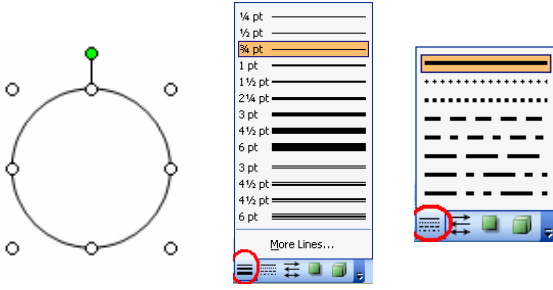 ¼ pt
½ pt
¾ pt
1 pt
1½ pt
2¼ pt
3 pt
4½ pt
6 pt
3 pt
4½ pt
4½ pt
6 pt
More Lines...